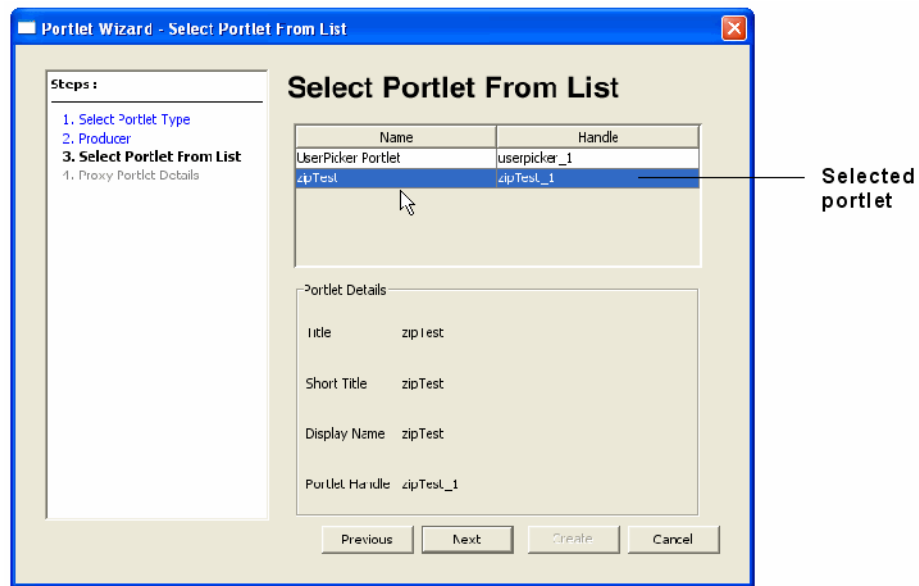 Portlet Wizard - Select Portlet From List
Steps:
1. Select Portlet Type
2. Producer
3. Select Portlet From List
4. Proxy Portlet Details
Select Portlet From List
Name Handle
UserPicker Portlet userpicker_1
zipTest zipTest_1
Selected
portlet
Portlet Details
Title zipTest
Short Title zipTest
Display Name zipTest
Portlet Handle zipTest_1
Previous Next Create Cancel